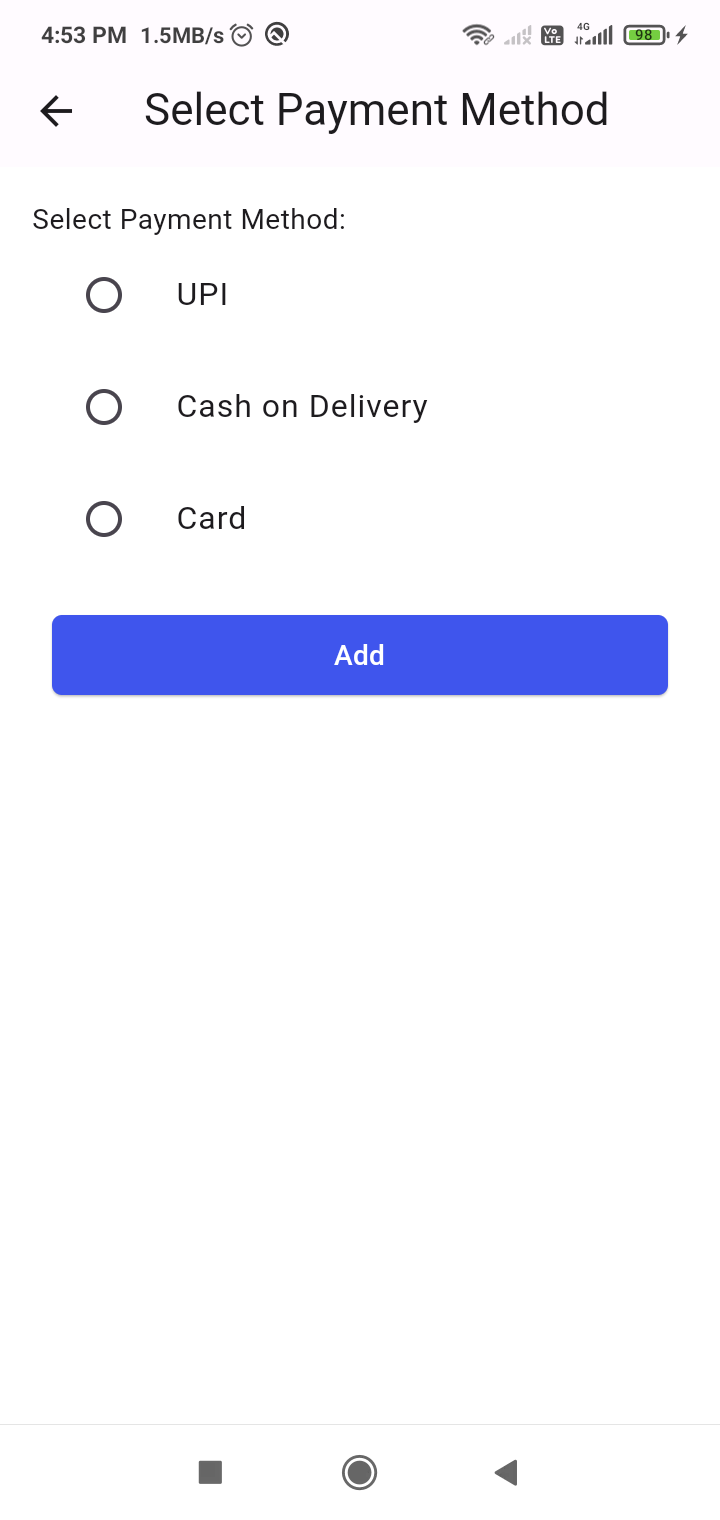 4:53 PM 1.5MB/s Vo LTE 4G 98
Select Payment Method
Select Payment Method:
UPI
Cash on Delivery
Card
Add